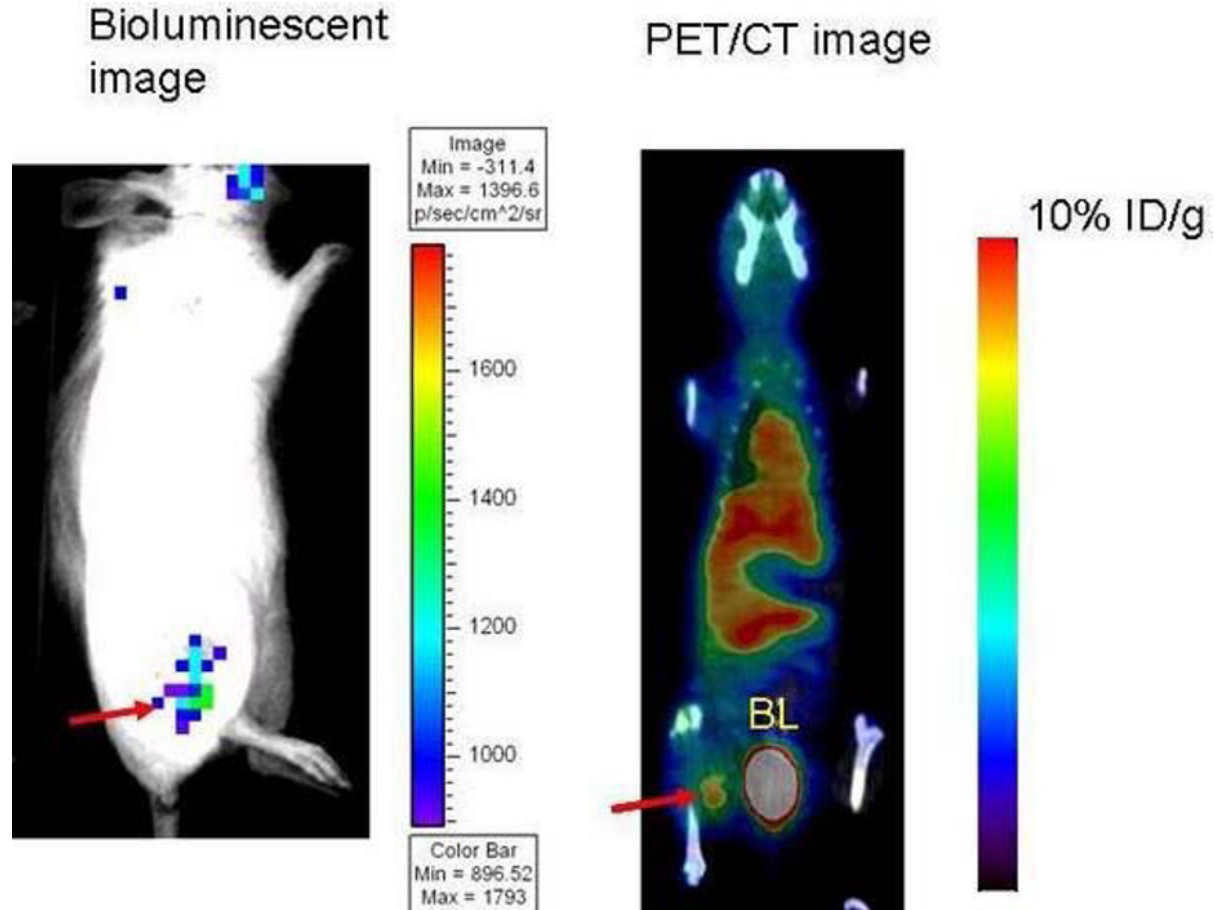 Bioluminescent
image
PET/CT image
Image
Min = -311.4
Max = 1396.6
p/sec/cm^2/sr
1600
1400
1200
1000
Color Bar
Min = 896.52
Max = 1793
10% ID/g
BL